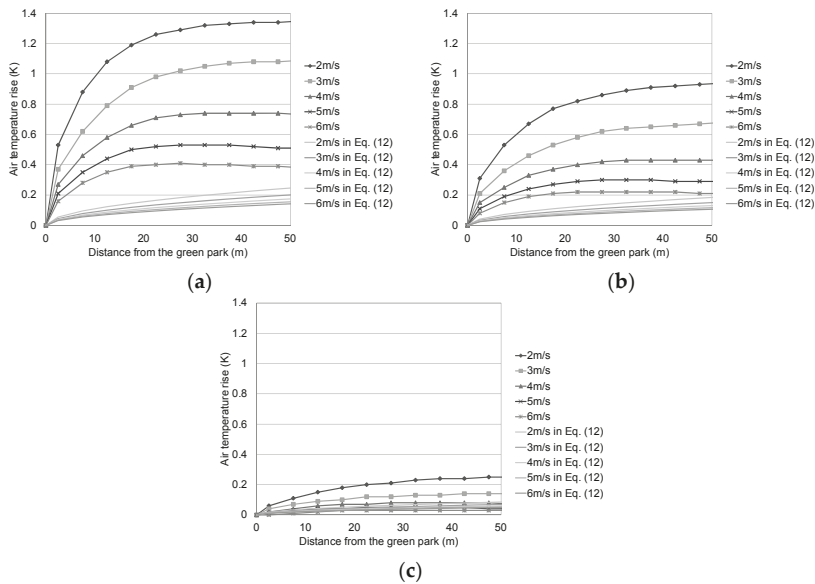 1.4
1.2
1
0.8
0.6
0.4
0.2
0
Air temperature rise (K)
0 10 20 30 40 50
Distance from the green park (m)
2m/s
3m/s
4m/s
5m/s
6m/s
2m/s in Eq. (12)
3m/s in Eq. (12)
4m/s in Eq. (12)
5m/s in Eq. (12)
6m/s in Eq. (12)
(a)
1.4
1.2
1
0.8
0.6
0.4
0.2
0
Air temperature rise (K)
0 10 20 30 40 50
Distance from the green park (m)
2m/s
3m/s
4m/s
5m/s
6m/s
2m/s in Eq. (12)
3m/s in Eq. (12)
4m/s in Eq. (12)
5m/s in Eq. (12)
6m/s in Eq. (12)
(b)
1.4
1.2
1
0.8
0.6
0.4
0.2
0
Air temperature rise (K)
0 10 20 30 40 50
Distance from the green park (m)
2m/s
3m/s
4m/s
5m/s
6m/s
2m/s in Eq. (12)
3m/s in Eq. (12)
4m/s in Eq. (12)
5m/s in Eq. (12)
6m/s in Eq. (12)
(c)